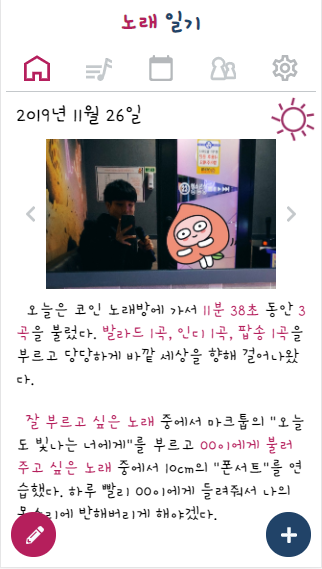 노래 일기
2019년 11월 26일
오늘은 코인 노래방에 가서 11분 38초 동안 3
곡을 불렀다. 발라드 1곡, 인디 1곡, 팝송 1곡을
부르고 당당하게 바깥 세상을 향해 걸어나왔
다.
잘 부르고 싶은 노래 중에서 마크툽의 "오늘
도 빛나는 너에게"를 부르고 00이에게 불러
주고 싶은 노래 중에서 10cm의 "폰서트"를 연
습했다. 하루 빨리 00이에게 들려줘서 나의
목소리에 반해버리게 해야겠다.